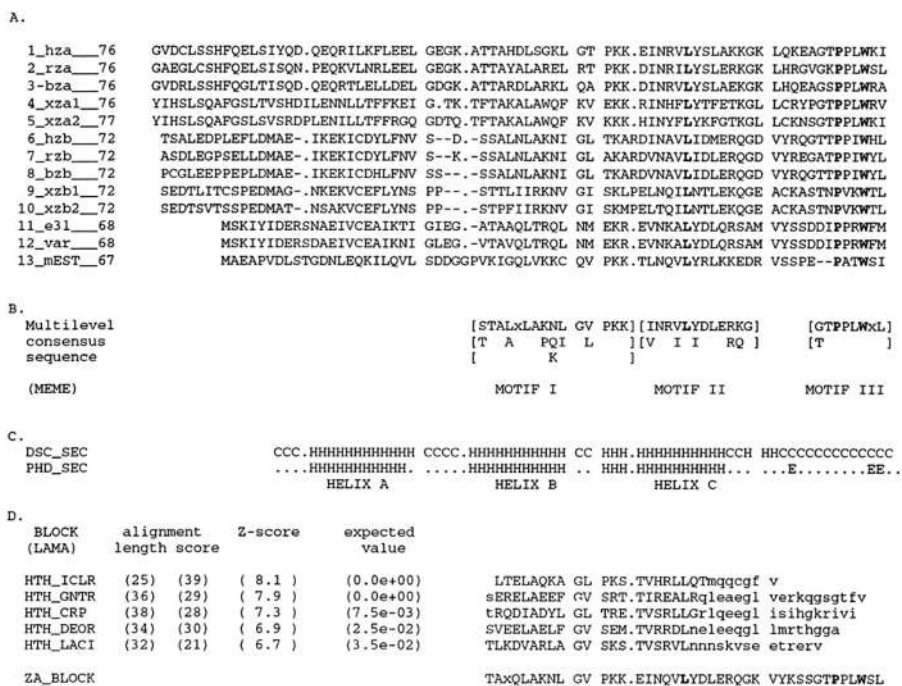 A.
1_hza___76 GVDCLSSHFQELSIYQD.QEQRILKFLEEL GEGK.ATTAHDLSGKL GT PKK.EINRVLYSLAKKGK LQKEAGTPPLWKI
2_rza___76 GAEGLCSHFQELSISQN.PEQKVLNRLEEL GEGK.ATTAYALAREL RT PKK.DINRILYSLERKGK LHRGVGKPPLWSL
3-bza___76 GVDRLSSHFQGLTISQD.QEQRTLELLDEL GDGK.ATTARDLARKL QA PKK.DINRVLYSLAEKGK LHQEAGSPPLWRA
4_xza1__76 YIHSLSQAFGSLTVSHDILENNLLTFFKEI G.TK.TFTAKALAWQF KV EKK.RINHFLYTFETKGL LCRYPGTPPLWRV
5_xza2__77 YIHSLSQAFGSLSVSRDPLENILLTFFRGQ GDTQ.TFTAKALAWQF KV KKK.HINYFLYKFGTKGL LCKNSGTPPLWKI
6_hzb___72 TSALEDPLEFLDMAE-.IKEKICDYLFNV S--D.-SSALNLAKNI GL TKARDINAVLIDMERQGD VYRQGTTPPIWHL
7_rzb___72 ASDLEGPSELLDMAE-.IKEKICDYLFNV S--K.-SSALNLAKNI GL AKARDVNAVLIDLERQGD VYREGATPPIWYL
8_bzb___72 PCGLEEPPEPLDMAE-.IKEKICDHLFNV SS--.-SSALNLAKNI GL TKARDVNAVLIDMERQGD VYRQGTTPPIWYL
9_xzb1__72 SEDTLITCSPEDMAG-.NKEKVCEFLYNS PP--.STTLIIRKNV GI SKLPELNQILNTLEKQGE ACKASTNPVKWTL
10_xzb2__72 SEDTSVTSSPEDMAT-.NSAKVCEFLYNS PP--.STPFIIRKNV GI SKMPELTQILNTLEKQGE ACKASTNPVKWTL
11_e3l___68 MSKIYIDERSNAEIVCEAIKTI GIEG.-ATAAQLTRQL NM EKR.EVNKALYDLQRSAM VYSSDDIPPRWFM
12_var___68 MSKIYIDERSDAEIVCEAIKNI GLEG.-VTAVQLTRQL NM EKR.EVNKALYDLQRSAM VYSSDDIPPRWFM
13_mEST__67 MAEAPVDLSTGDNLEQKILQVL SDDGGPVKIGQLVKKC QV PKK.TLNQVLYRLKKEDR VSSPE--PATWSI
B.
Multilevel [STALxLAKNL GV PKK][INRVLYDLERKG] [GTPPLWxL]
consensus [T A PQI L ][V I I RQ ] [T ]
sequence [ K ]
(MEME) MOTIF I MOTIF II MOTIF III
C.
DSC_SEC CCC.HHHHHHHHHHHH CCCC.HHHHHHHHHHH CC HHH.HHHHHHHHHHCCH HHCCCCCCCCCCCCC
PHD_SEC ....HHHHHHHHHHHH. .....HHHHHHHHHHH .. HHH.HHHHHHHHHH... ...E........EE.
HELIX A HELIX B HELIX C
D.
BLOCK alignment Z-score expected
(LAMA) length score value
HTH_ICLR (25) (39) ( 8.1 ) (0.0e+00) LTELAQKA GL PKS.TVHRLLQTmqqcgf v
HTH_GNTR (36) (29) ( 7.9 ) (0.0e+00) sERELAEEF GV SRT.TIREALRqleaegl verkqgsgtfv
HTH_CRP (38) (28) ( 7.3 ) (7.5e-03) tRQDIADYL GL TRE.TVSRLLGrlqeegl isihgkrivi
HTH_DEOR (34) (30) ( 6.9 ) (2.5e-02) SVEELAELF GV SEM.TVRRDLneleeqgl lmrthgga
HTH_LACI (32) (21) ( 6.7 ) (3.5e-02) TLKDVARLA GV SKS.TVSRVLnnnskvse etrerv
ZA_BLOCK TAxQLAKNL GV PKK.EINQVLYDLERQGK VYKSSGTPPLWSL